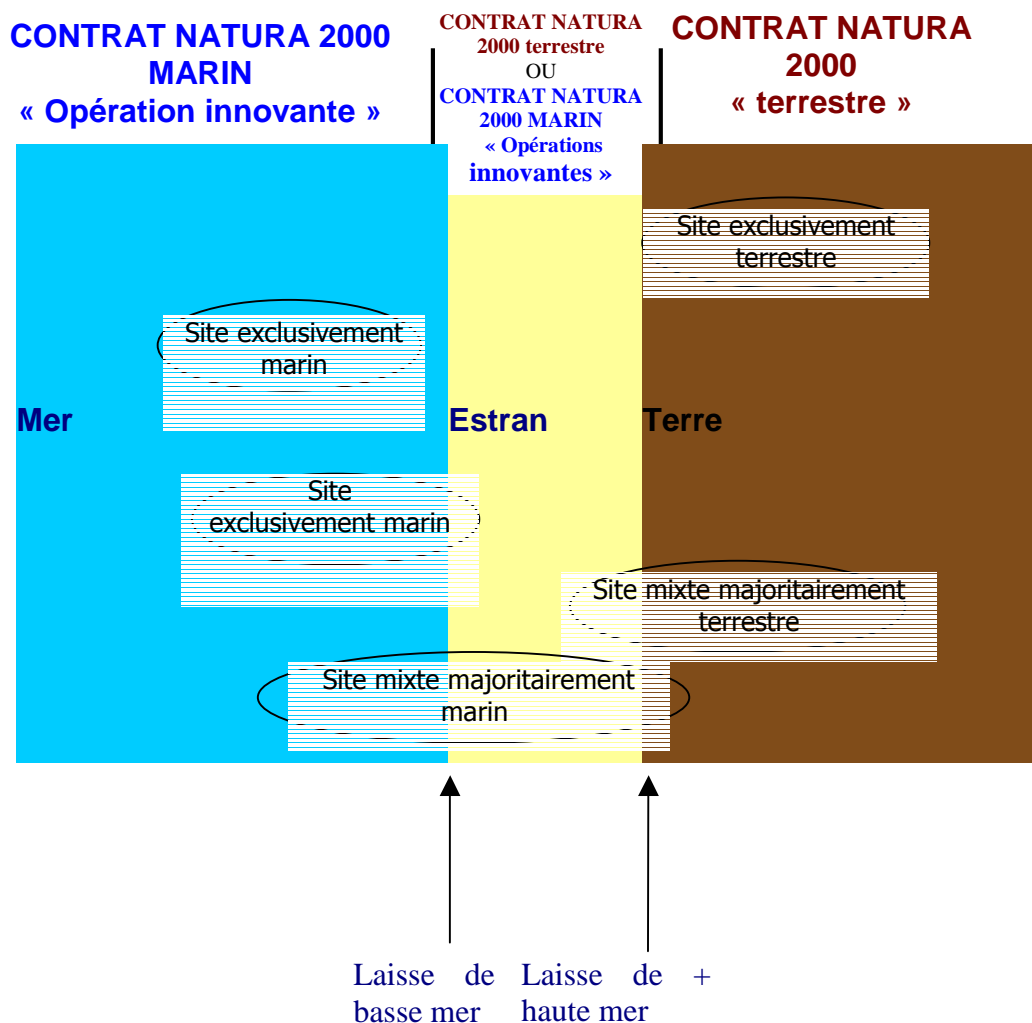 CONTRAT NATURA 2000
MARIN
« Opération innovante »
CONTRAT NATURA
2000 terrestre
OU
CONTRAT NATURA
2000 MARIN
« Opérations
innovantes »
CONTRAT NATURA
2000
« terrestre »
Site exclusivement
terrestre
Site exclusivement
marin
Mer
Estran
Terre
Site
exclusivement marin
Site mixte majoritairement
terrestre
Site mixte majoritairement
marin
Laisse de
basse mer
Laisse de +
haute mer